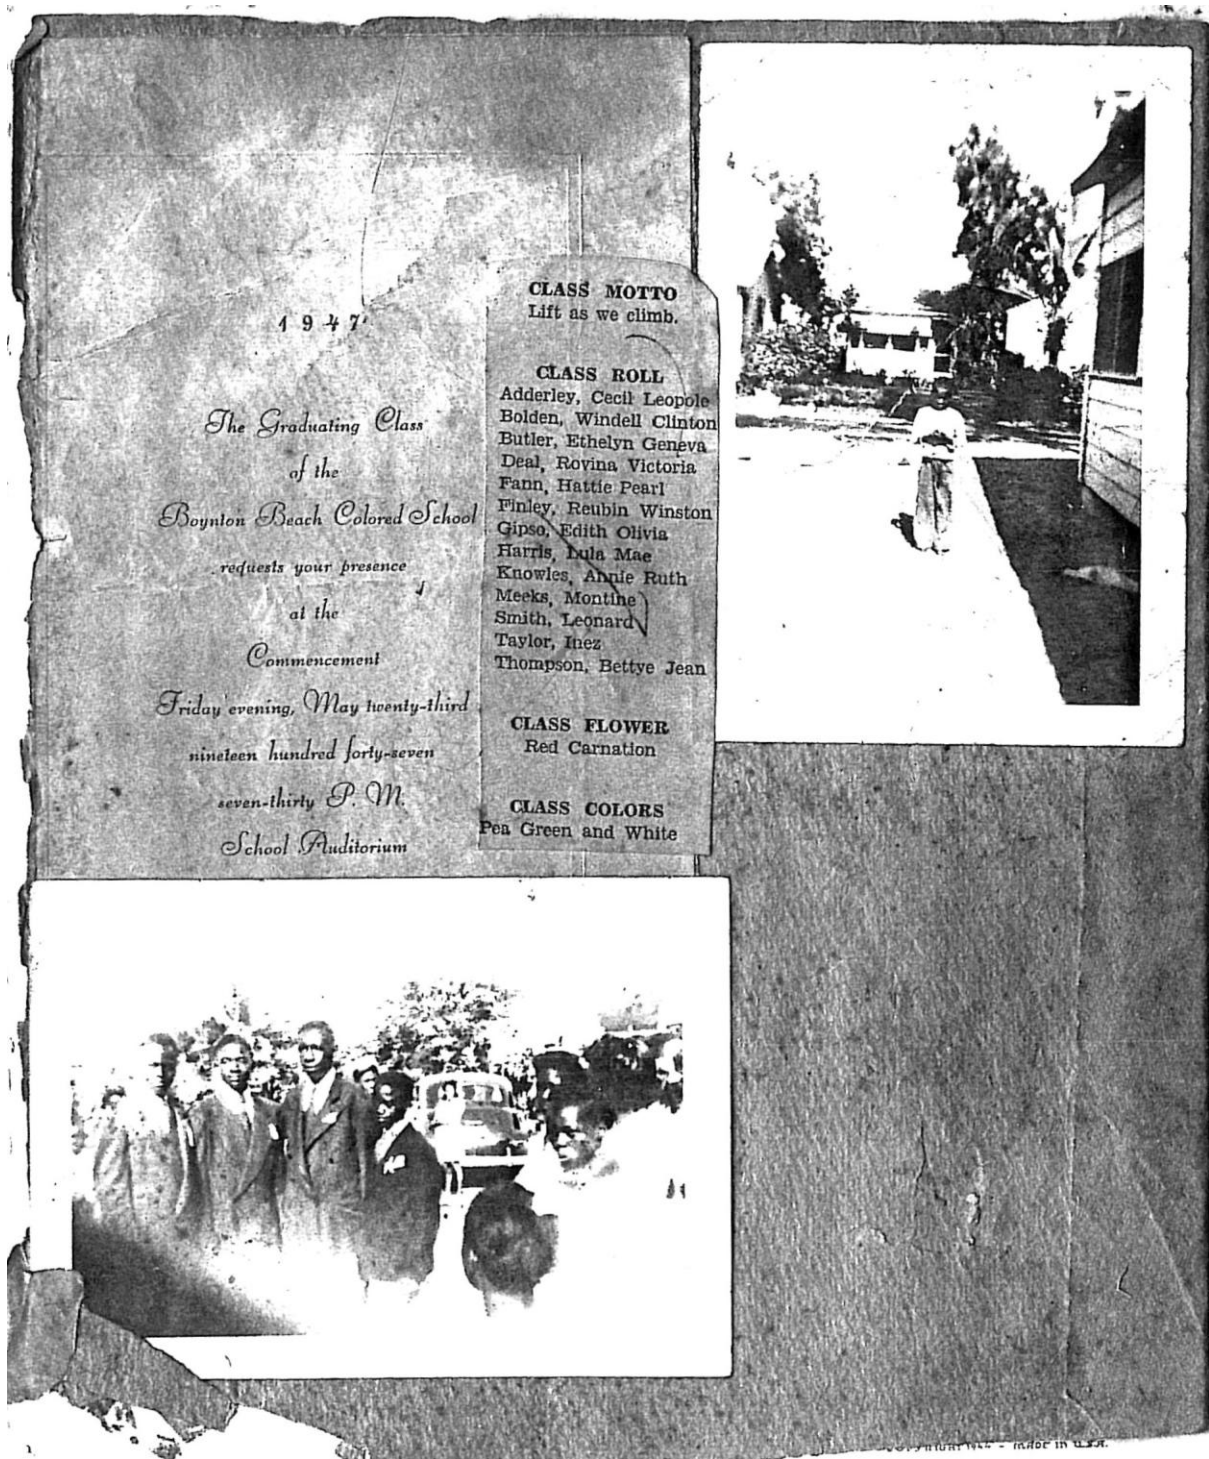 1947
The Graduating Class
of the
Boynton Beach Colored School
requests your presence
at the
Commencement
Friday evening, May twenty-third
nineteen hundred forty-seven
seven-thirty P. M.
School Auditorium
CLASS MOTTO
Lift as we climb.
CLASS ROLL
Adderley, Cecil Leopole
Bolden, Windell Clinton
Butler, Ethelyn Geneva
Deal, Rovina Victoria
Fann, Hattie Pearl
Finley, Reubin Winston
Gipso, Edith Olivia
Harris, Lula Mae
Knowles, Annie Ruth
Meeks, Montine
Smith, Leonard
Taylor, Inez
Thompson, Bettye Jean
CLASS FLOWER
Red Carnation
CLASS COLORS
Pea Green and White
MADE IN U.S.A.